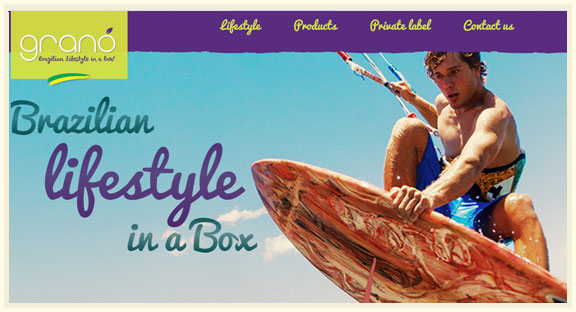 granó
brazilian lifestyle in a box!
Lifestyle Products Private label Contact us
Brazilian
lifestyle
in a Box